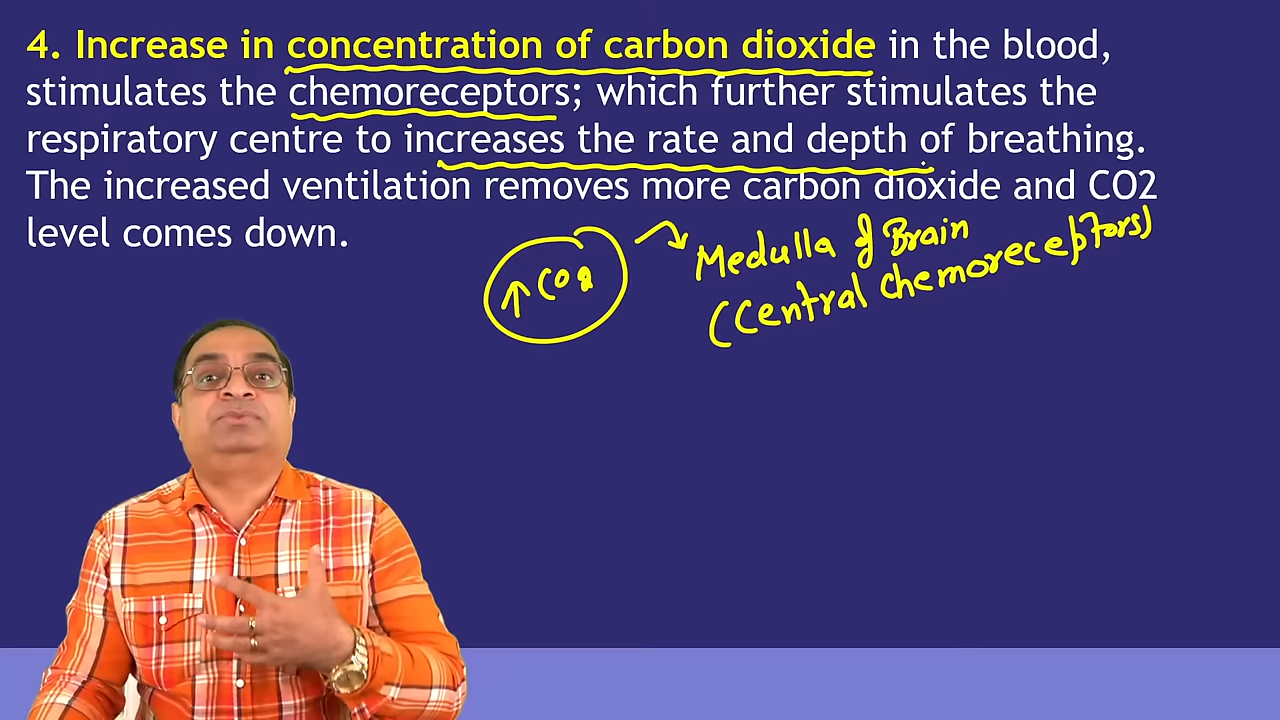 4. Increase in concentration of carbon dioxide in the blood,
stimulates the chemoreceptors; which further stimulates the
respiratory centre to increases the rate and depth of breathing.
The increased ventilation removes more carbon dioxide and CO2
level comes down.
↑ CO2 → Medulla of Brain
(Central Chemoreceptors)